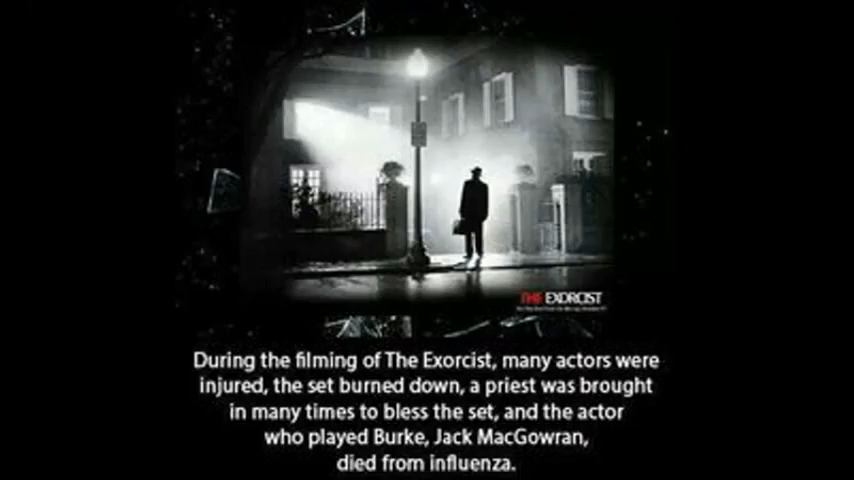 THE EXORCIST
During the filming of The Exorcist, many actors were
injured, the set burned down, a priest was brought
in many times to bless the set, and the actor
who played Burke, Jack MacGowran,
died from influenza.